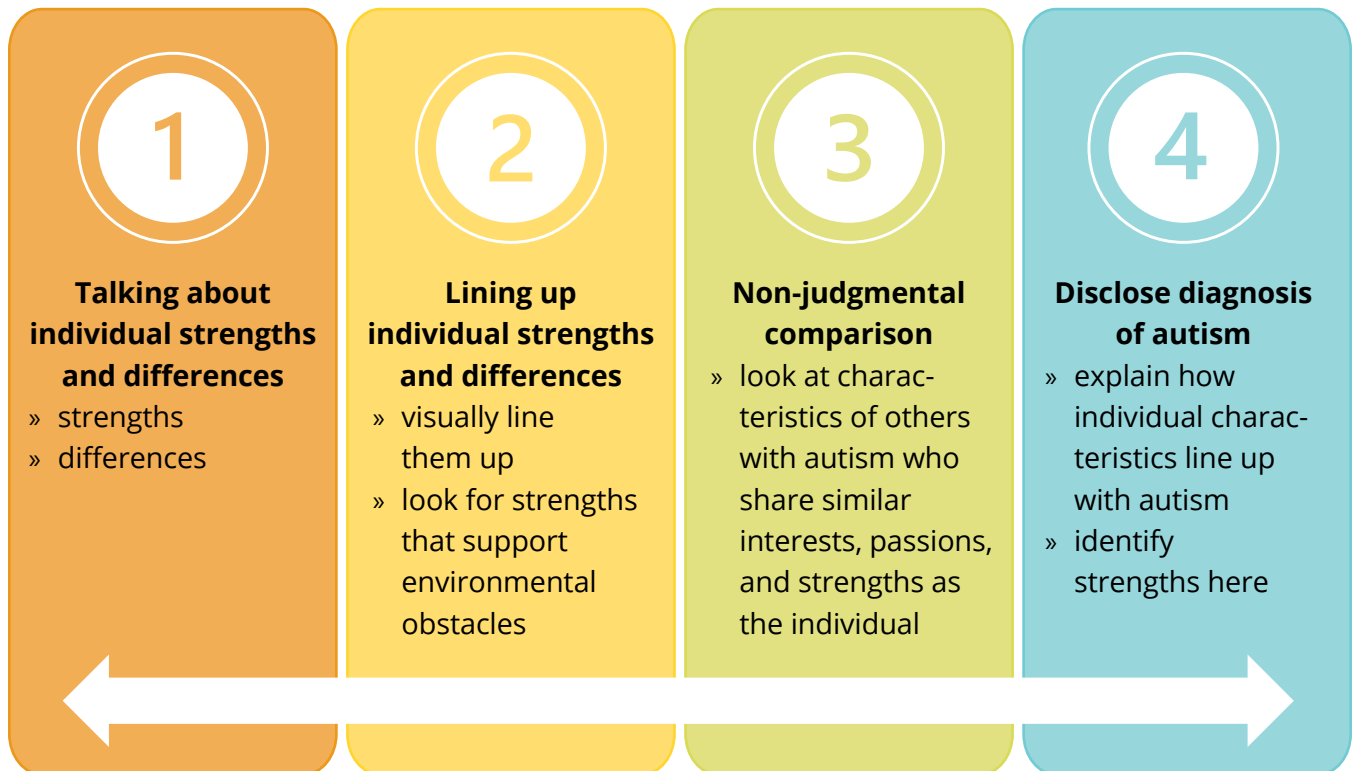 1
Talking about
individual strengths
and differences
» strengths
» differences
2
Lining up
individual strengths
and differences
» visually line
them up
» look for strengths
that support
environmental
obstacles
3
Non-judgmental
comparison
» look at charac-
teristics of others
with autism who
share similar
interests, passions,
and strengths as
the individual
4
Disclose diagnosis
of autism
» explain how
individual charac-
teristics line up
with autism
» identify
strengths here